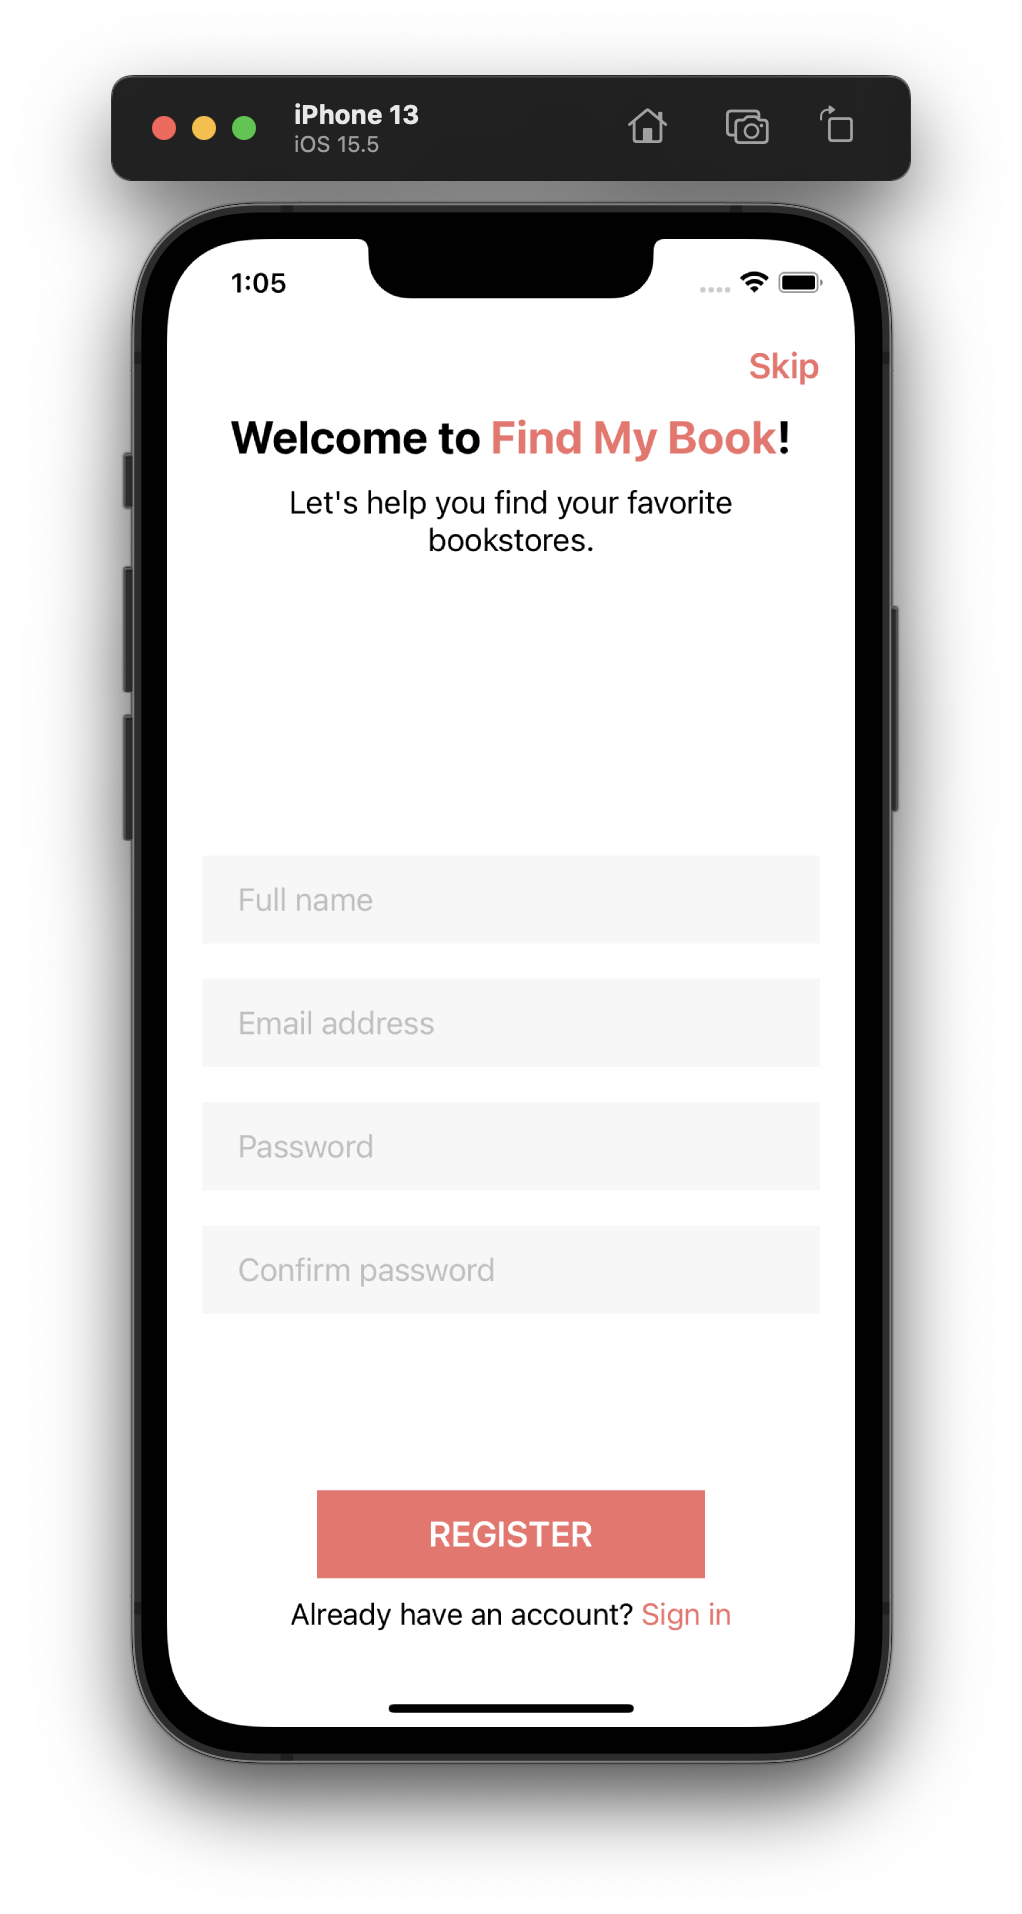 iPhone 13
iOS 15.5
1:05
Skip
Welcome to Find My Book!
Let's help you find your favorite
bookstores.
Full name
Email address
Password
Confirm password
REGISTER
Already have an account? Sign in